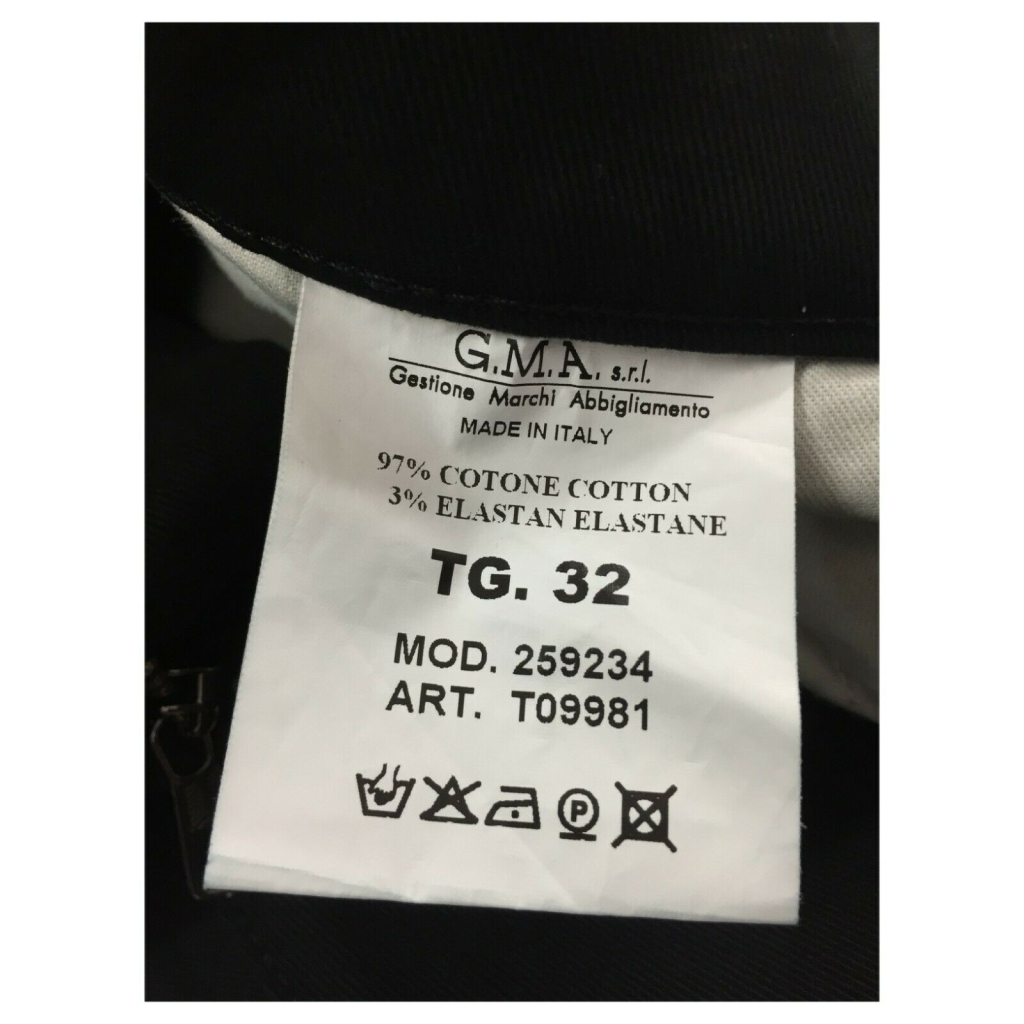 G.M.A. s.r.l.
Gestione Marchi Abbigliamento
MADE IN ITALY
97% COTONE COTTON
3% ELASTAN ELASTANE
TG. 32
MOD. 259234
ART. T09981
P